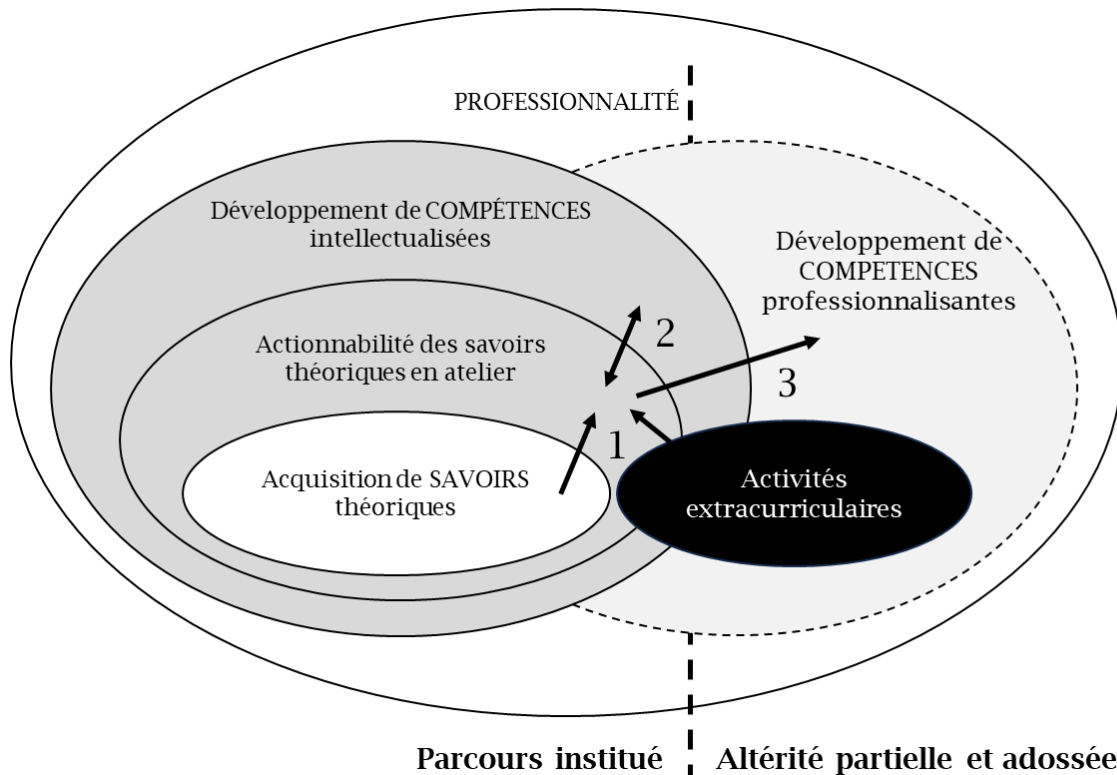 PROFESSIONNALITÉ
Développement de COMPÉTENCES
intellectualisées
Développement de
COMPETENCES
professionnalisantes
Actionnabilité des savoirs
théoriques en atelier
2
3
1
Acquisition de SAVOIRS
théoriques
Activités
extracurriculaires
Parcours institué
Altérité partielle et adossée